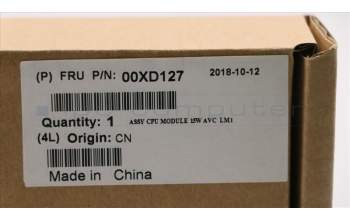 (P) FRU P/N: 00XD127 2018-10-12
Quantity: 1 ASSY CPU MODULE 15W AVC LM1
(4L) Origin: CN
Made in China